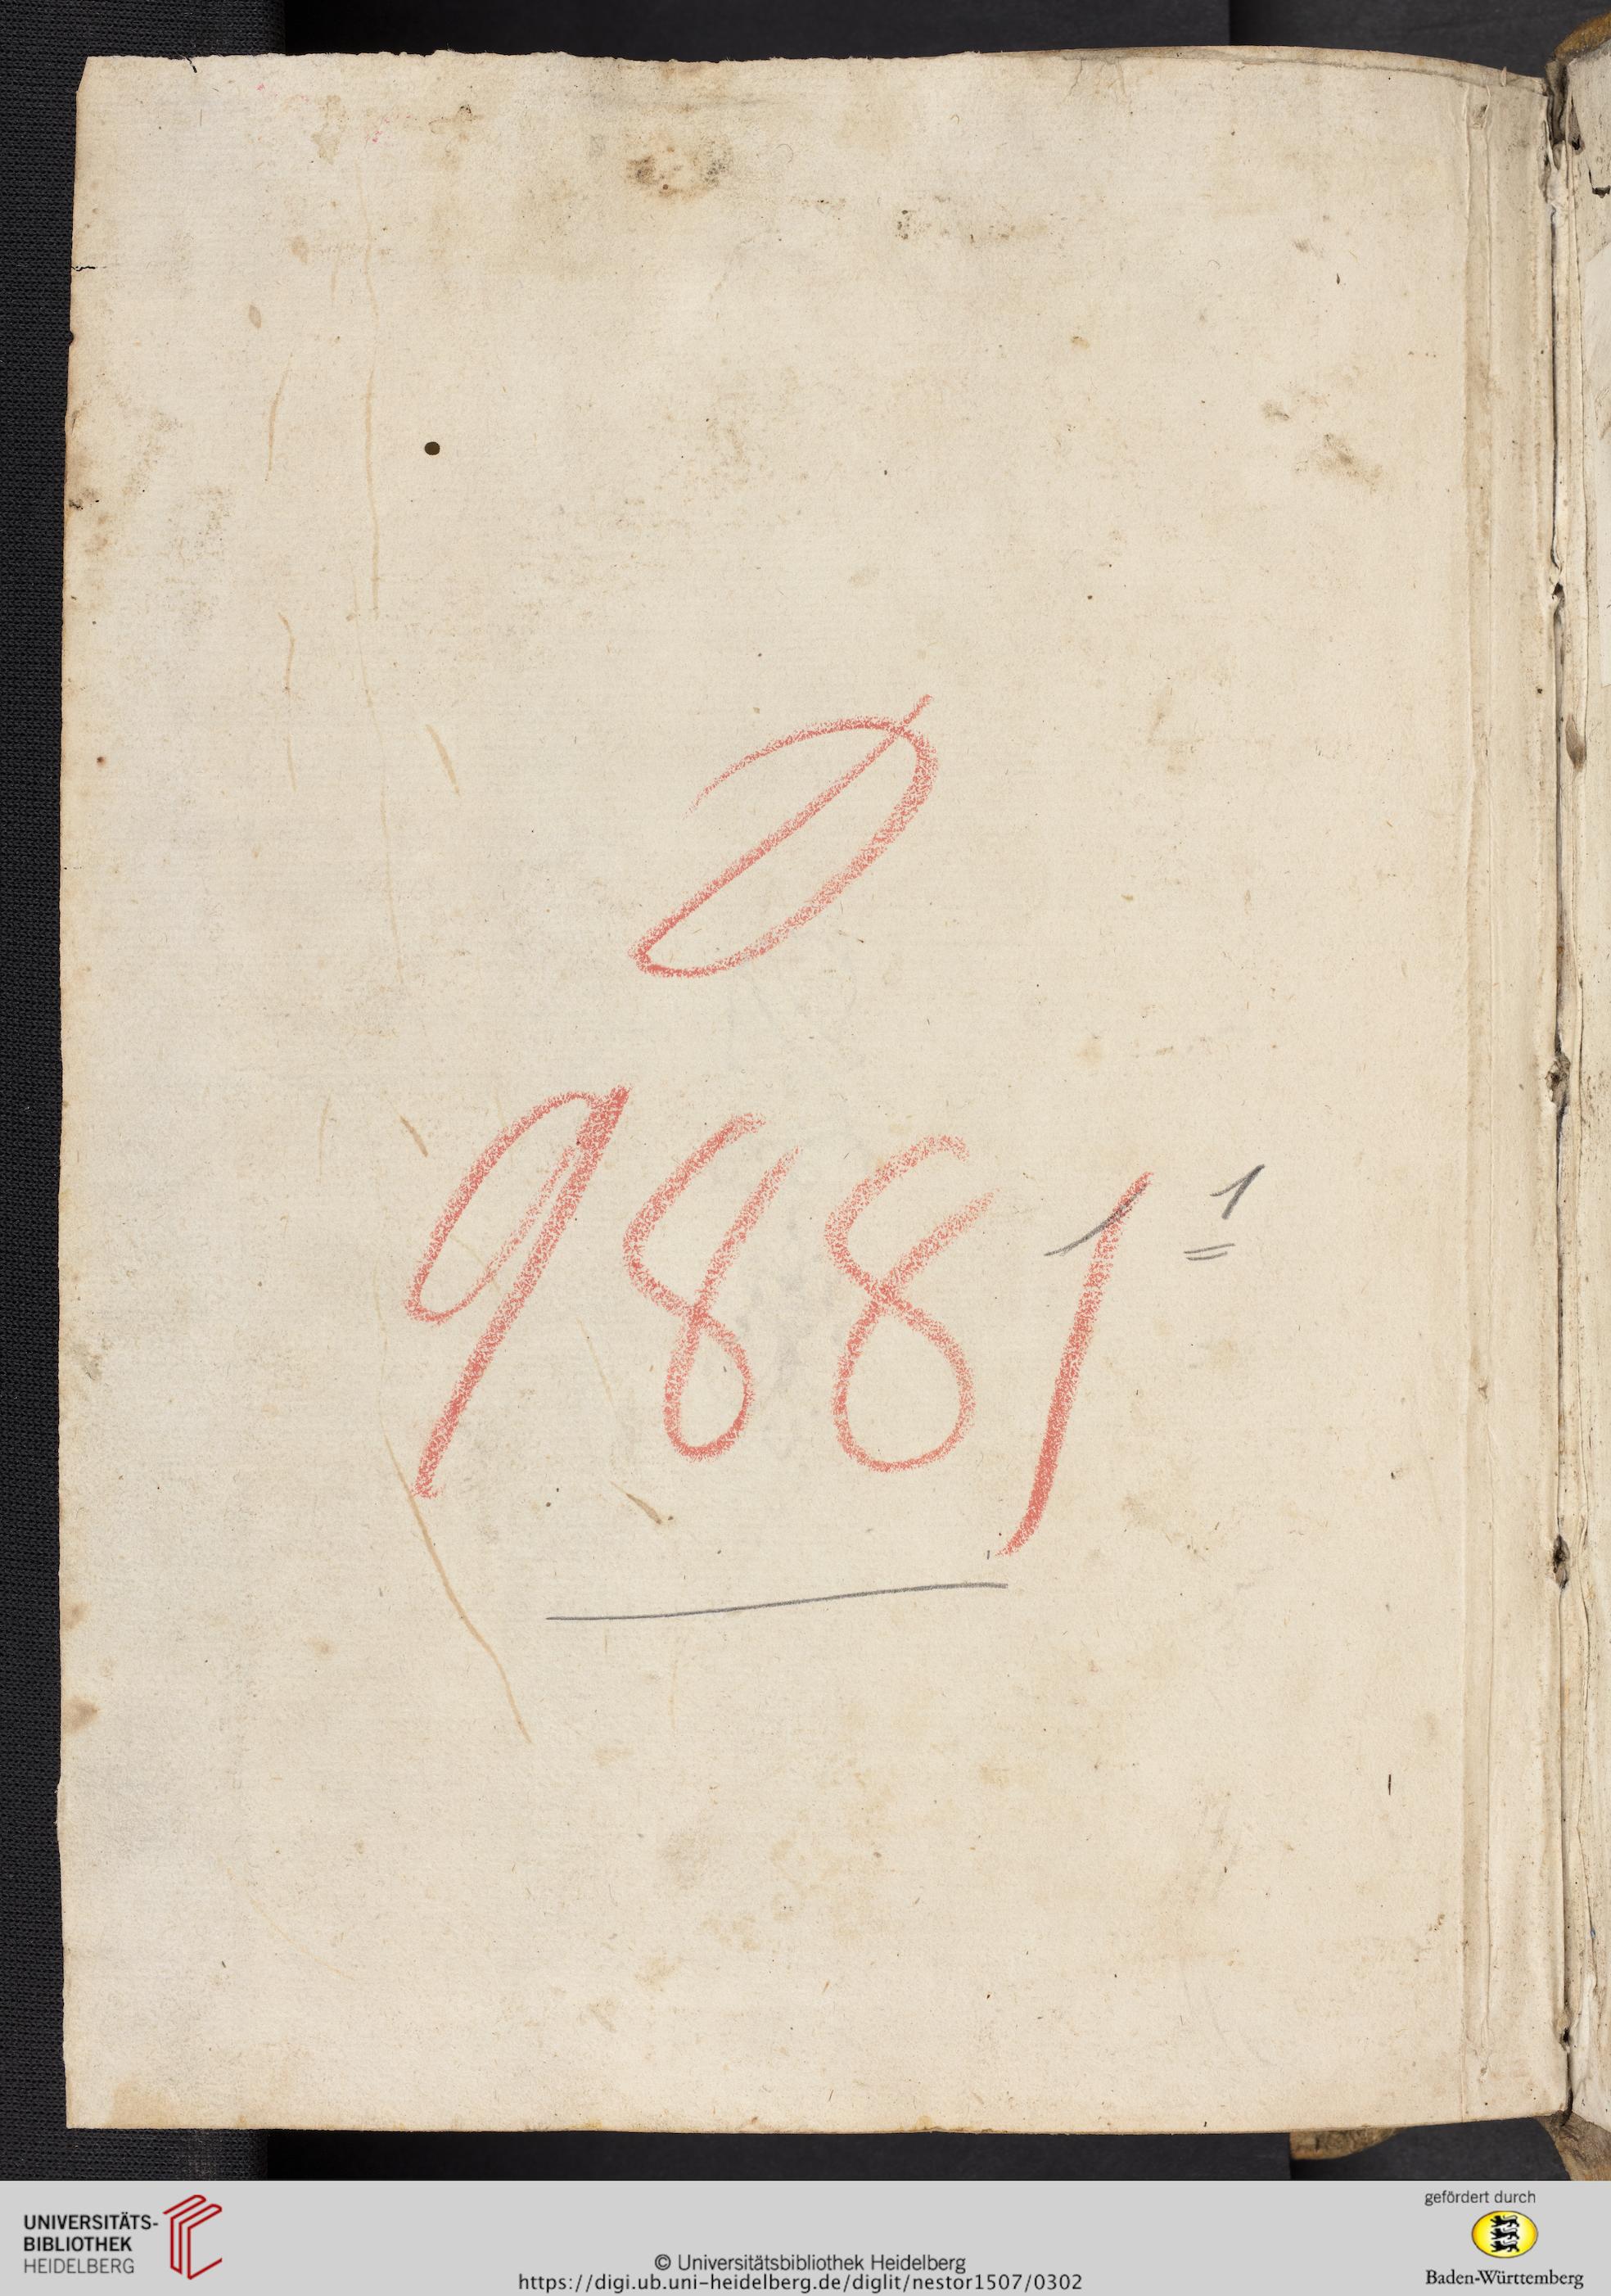 D
9881 1
UNIVERSITÄTS-
BIBLIOTHEK
HEIDELBERG
© Universitätsbibliothek Heidelberg
https://digi.ub.uni-heidelberg.de/diglit/nestor1507/0302
gefördert durch
Baden-Württemberg